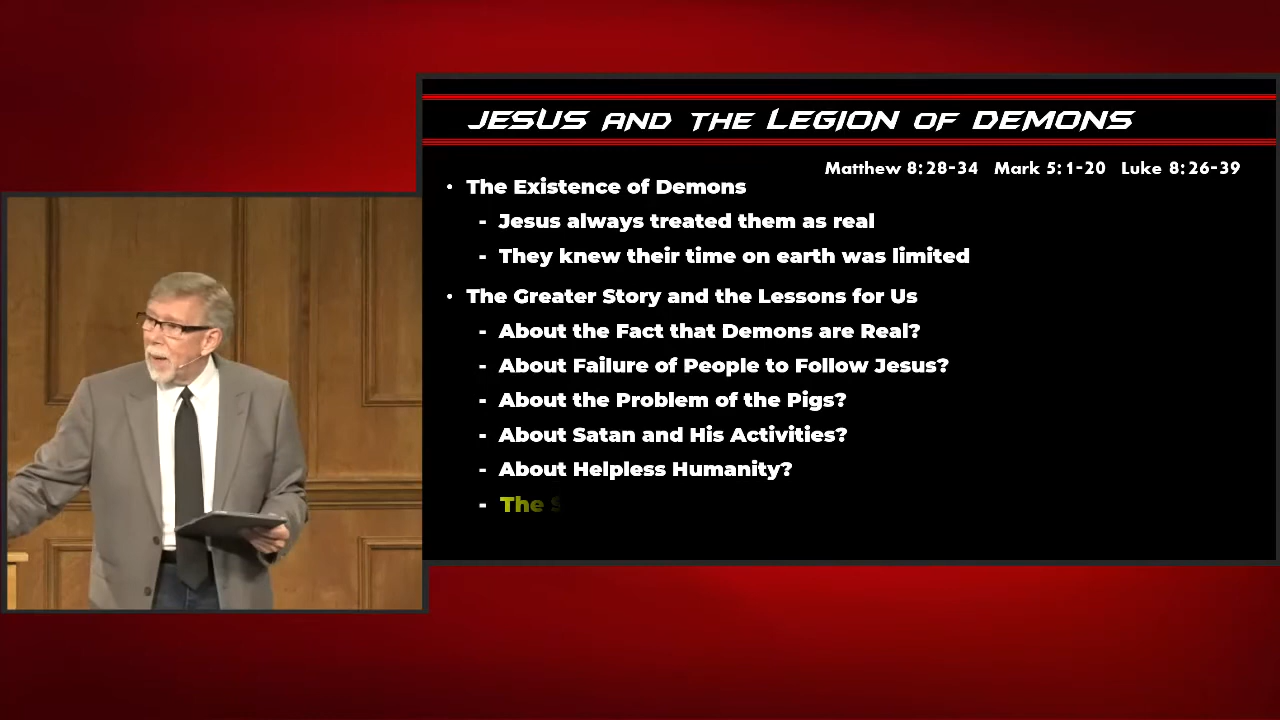 JESUS AND THE LEGION OF DEMONS
Matthew 8:28-34 Mark 5:1-20 Luke 8:26-39
• The Existence of Demons
- Jesus always treated them as real
- They knew their time on earth was limited
• The Greater Story and the Lessons for Us
- About the Fact that Demons are Real?
- About Failure of People to Follow Jesus?
- About the Problem of the Pigs?
- About Satan and His Activities?
- About Helpless Humanity?
- The